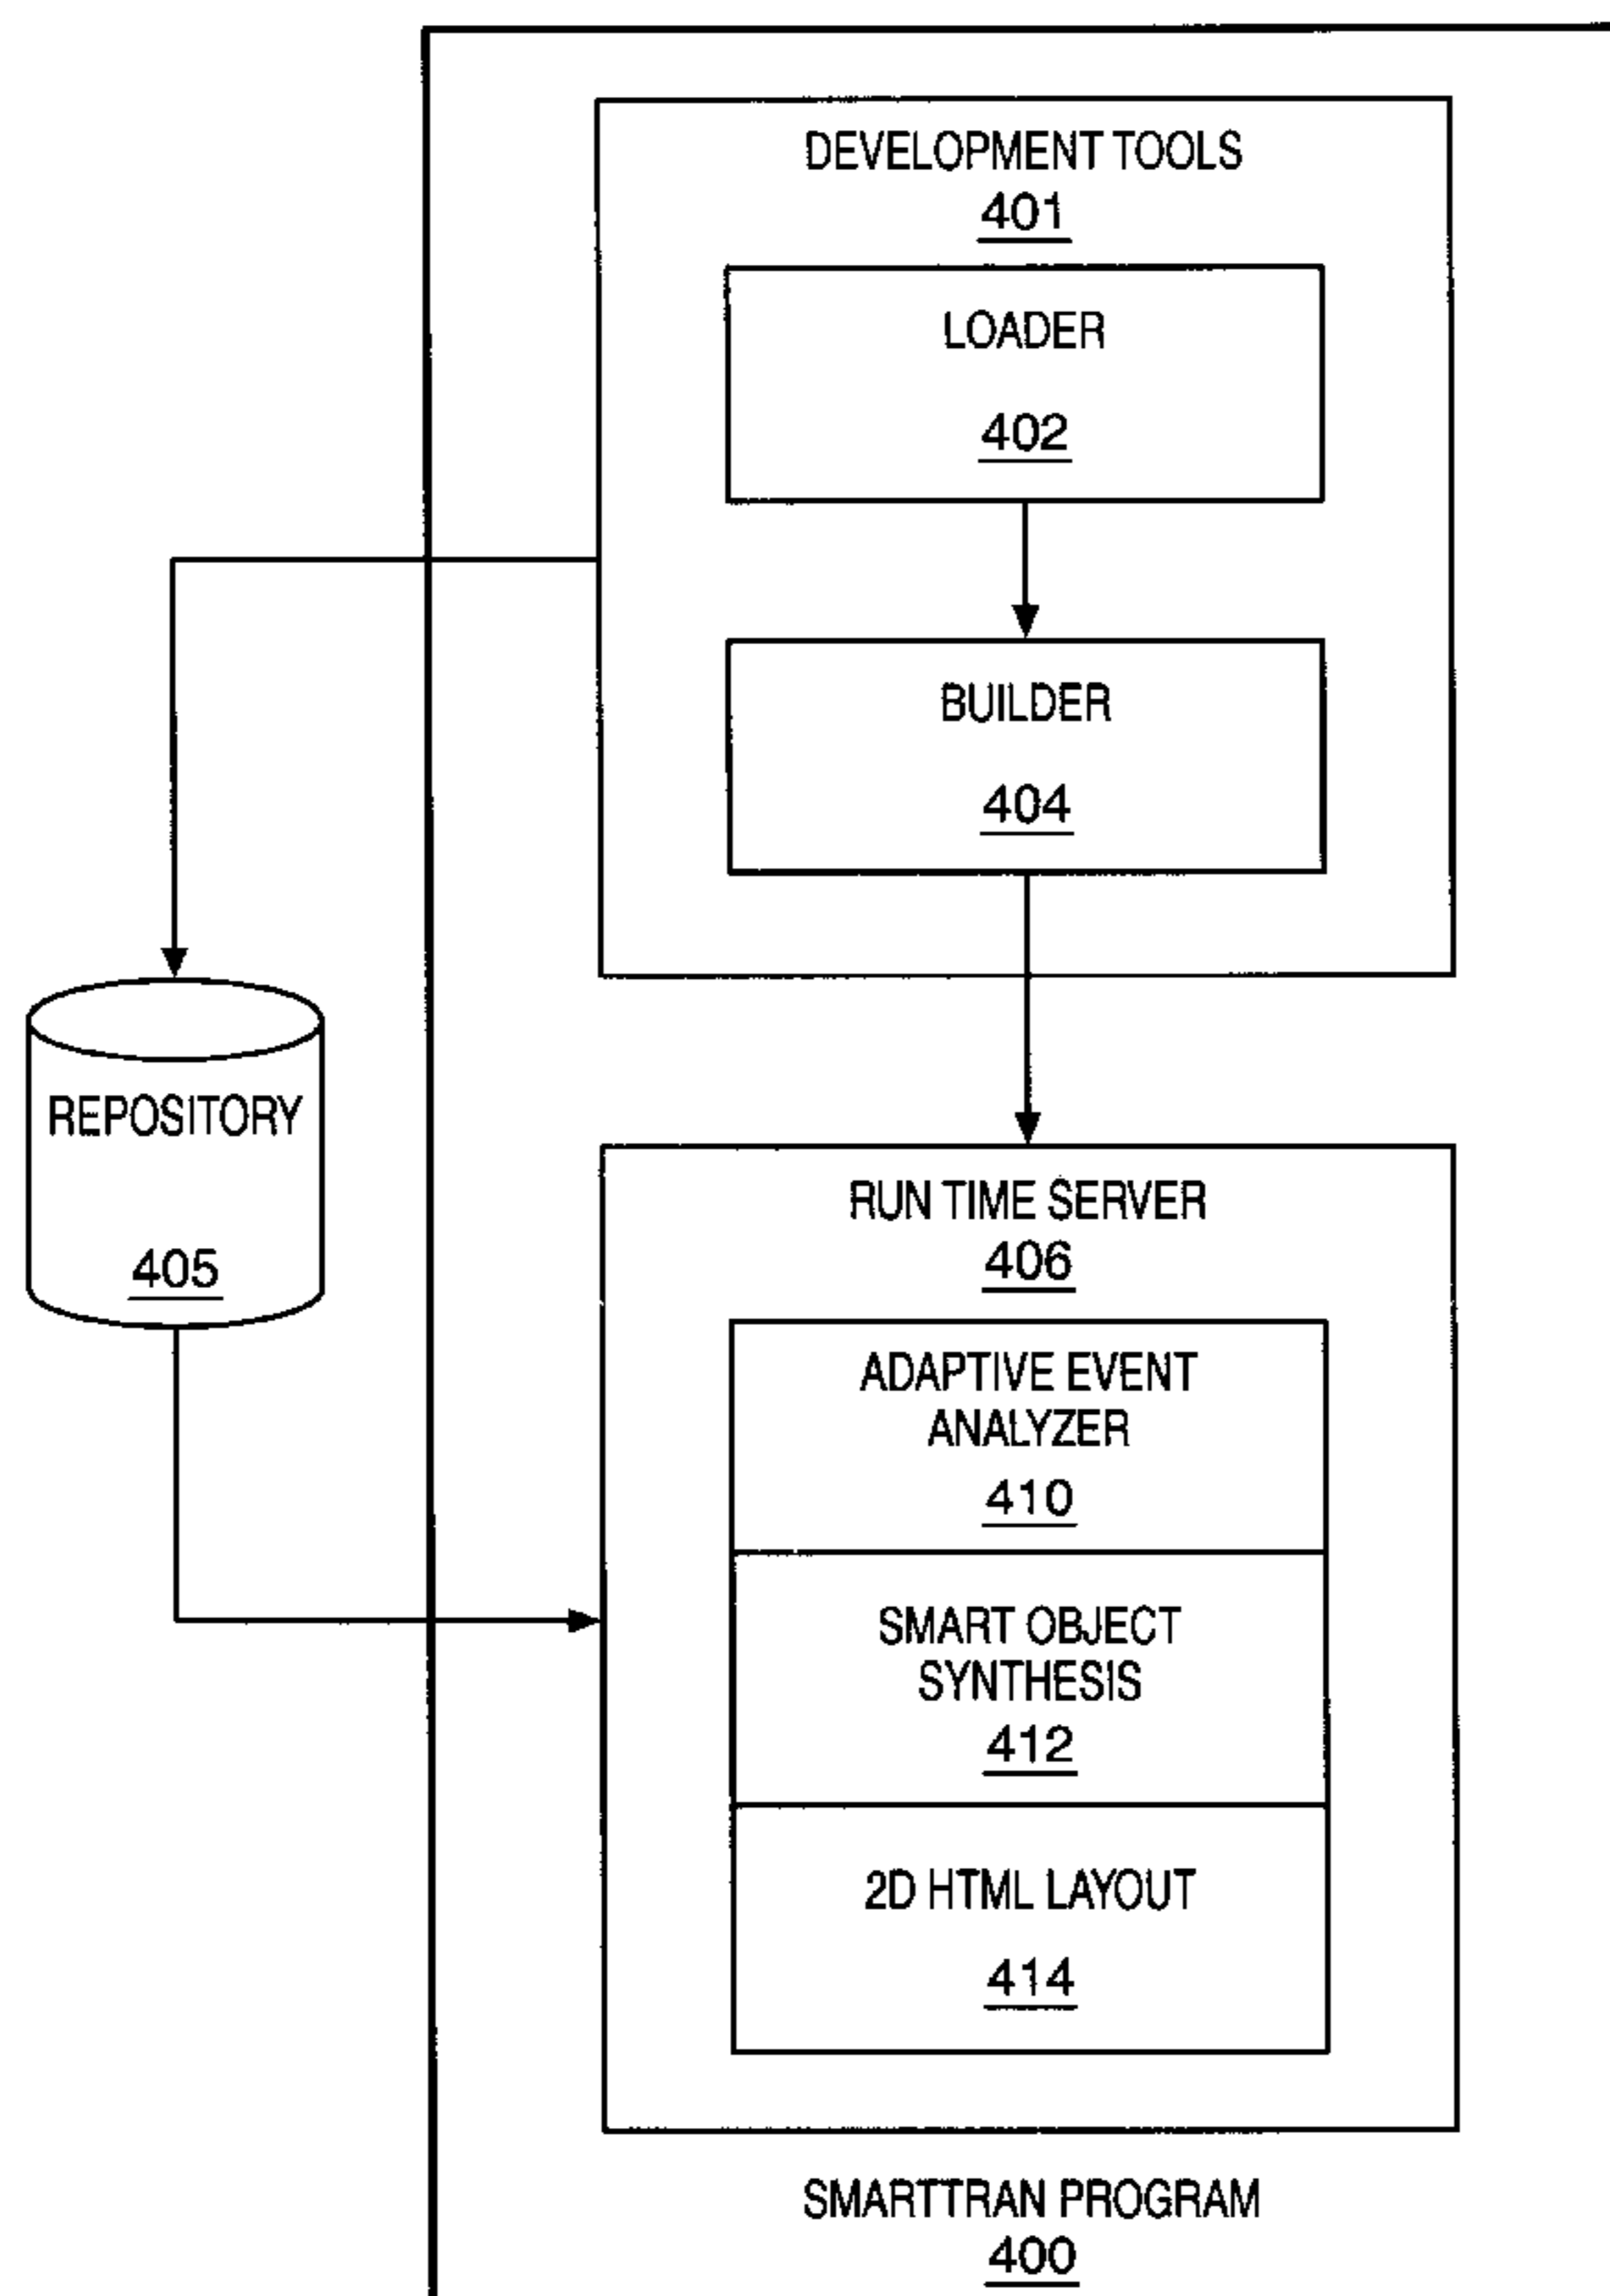 DEVELOPMENT TOOLS
401
LOADER
402
BUILDER
404
REPOSITORY
405
RUN TIME SERVER
406
ADAPTIVE EVENT
ANALYZER
410
SMART OBJECT
SYNTHESIS
412
2D HTML LAYOUT
414
SMARTTRAN PROGRAM
400